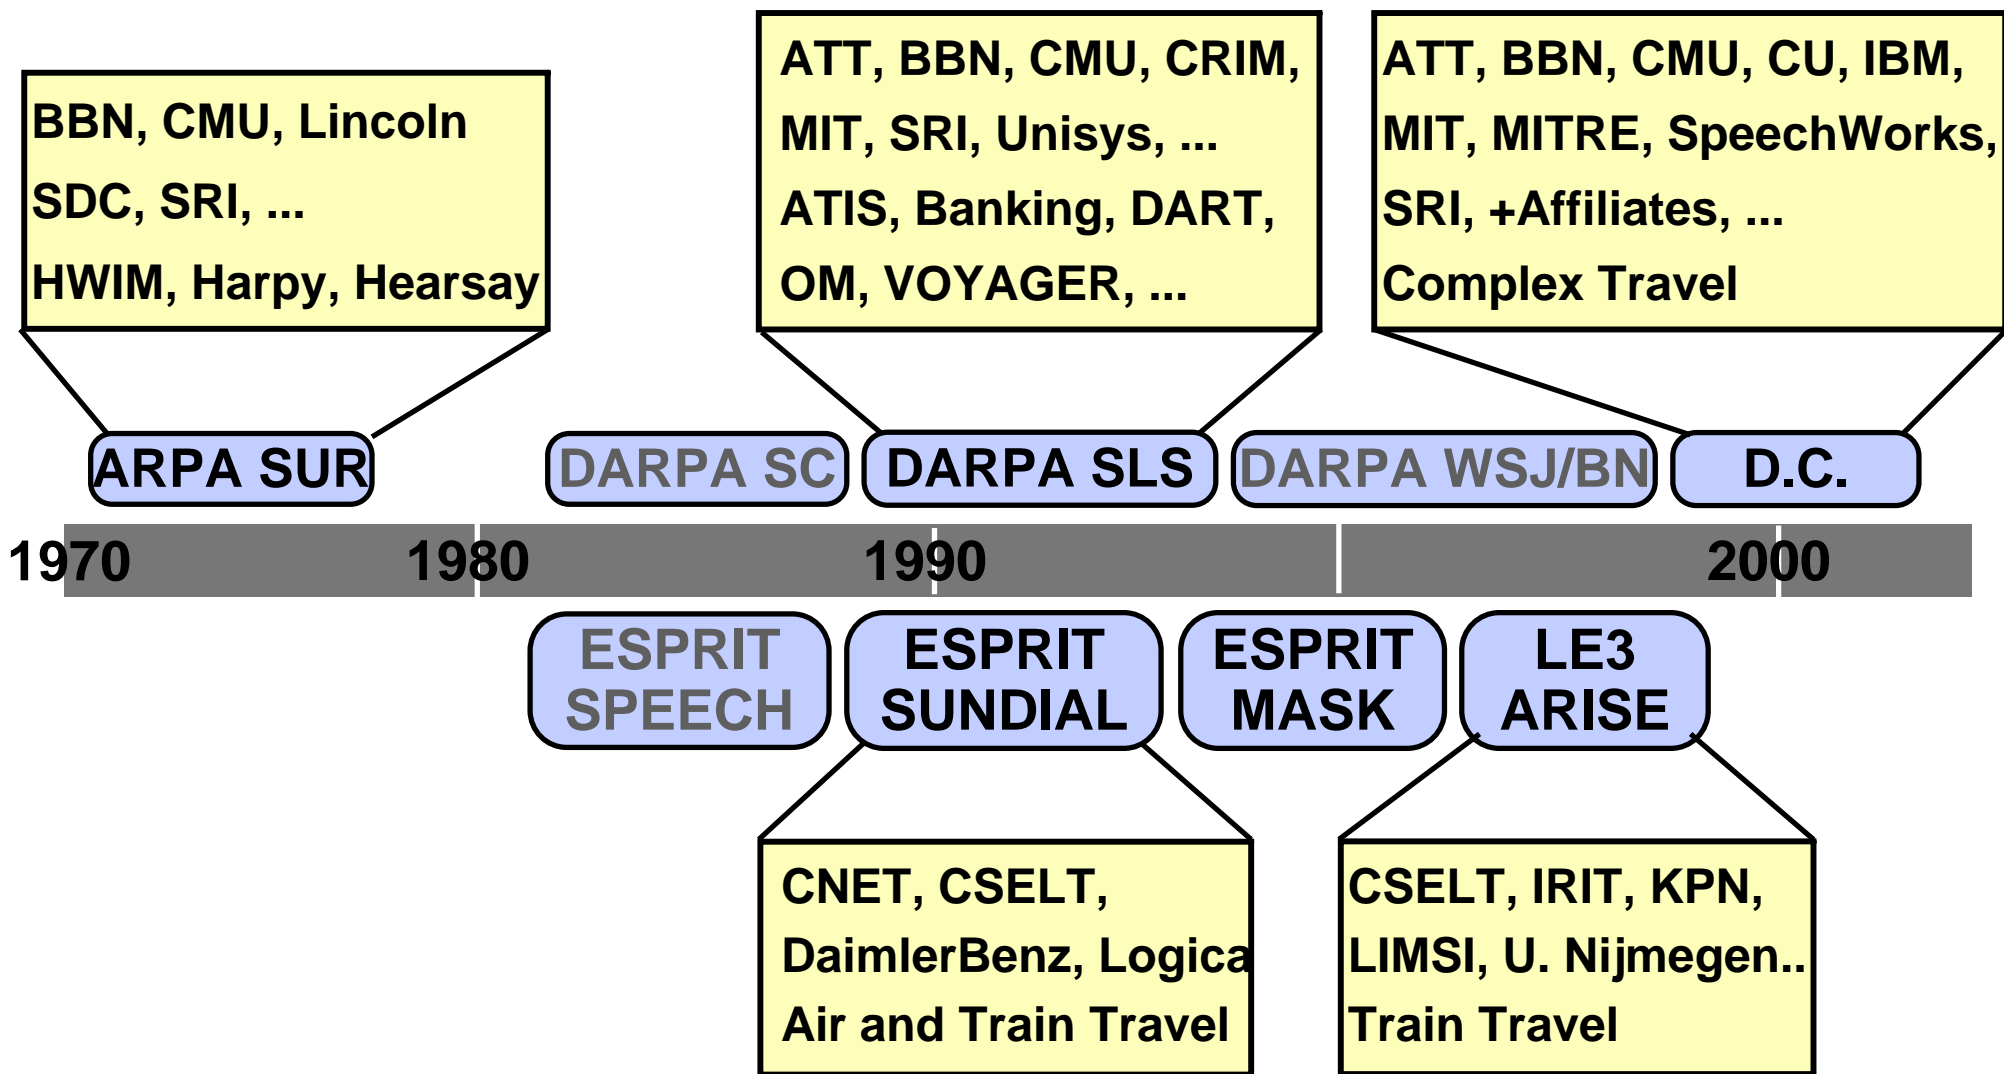 BBN, CMU, Lincoln
SDC, SRI, ...
HWIM, Harpy, Hearsay
ATT, BBN, CMU, CRIM,
MIT, SRI, Unisys, ...
ATIS, Banking, DART,
OM, VOYAGER, ...
ATT, BBN, CMU, CU, IBM,
MIT, MITRE, SpeechWorks,
SRI, +Affiliates, ...
Complex Travel
ARPA SUR
DARPA SC
DARPA SLS
DARPA WSJ/BN
D.C.
1970
1980
1990
2000
ESPRIT
SPEECH
ESPRIT
SUNDIAL
ESPRIT
MASK
LE3
ARISE
CNET, CSELT,
DaimlerBenz, Logica
Air and Train Travel
CSELT, IRIT, KPN,
LIMSI, U. Nijmegen..
Train Travel